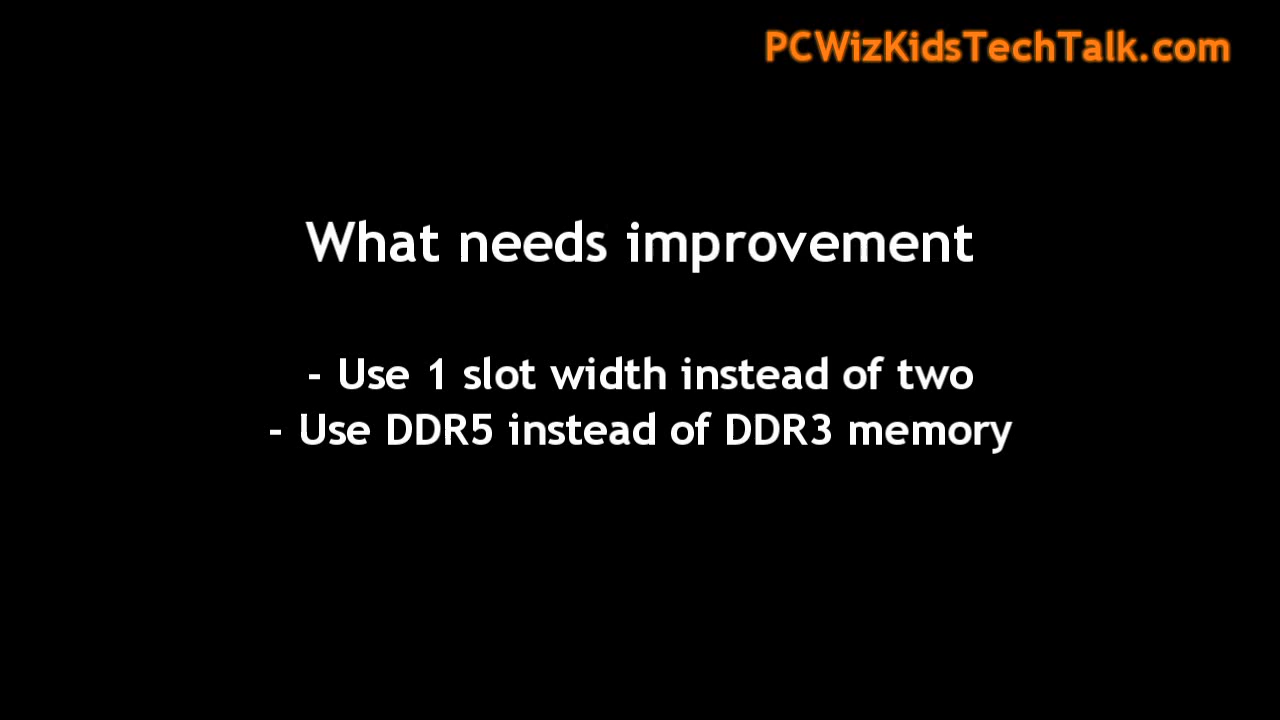 PCWizKidsTechTalk.com
What needs improvement
- Use 1 slot width instead of two
- Use DDR5 instead of DDR3 memory